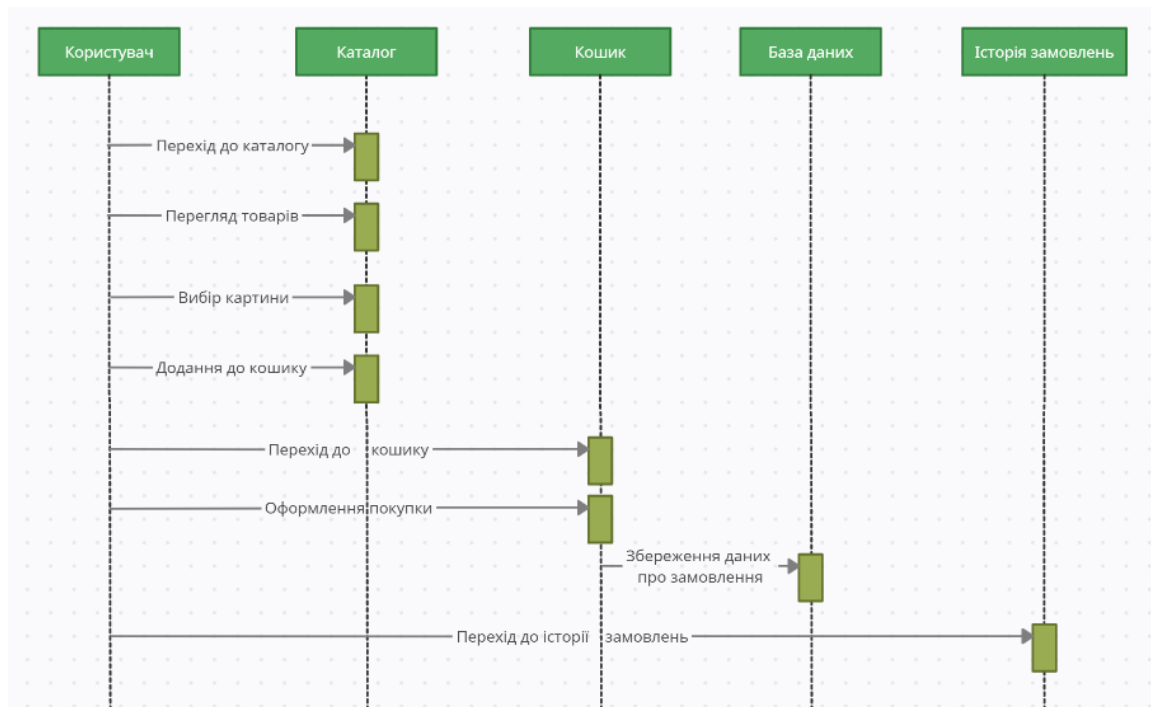 Користувач
Каталог
Кошик
База даних
Історія замовлень
Перехід до каталогу
Перегляд товарів
Вибір картини
Додання до кошику
Перехід до кошику
Оформлення покупки
Збереження даних
про замовлення
Перехід до історії замовлень